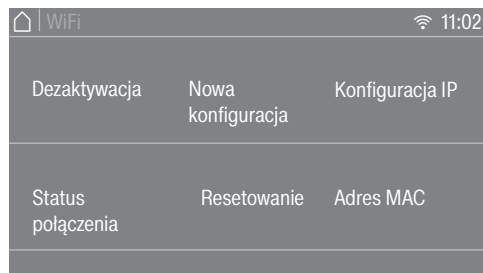 WiFi 11:02
Dezaktywacja Nowa konfiguracja Konfiguracja IP
Status połączenia Resetowanie Adres MAC